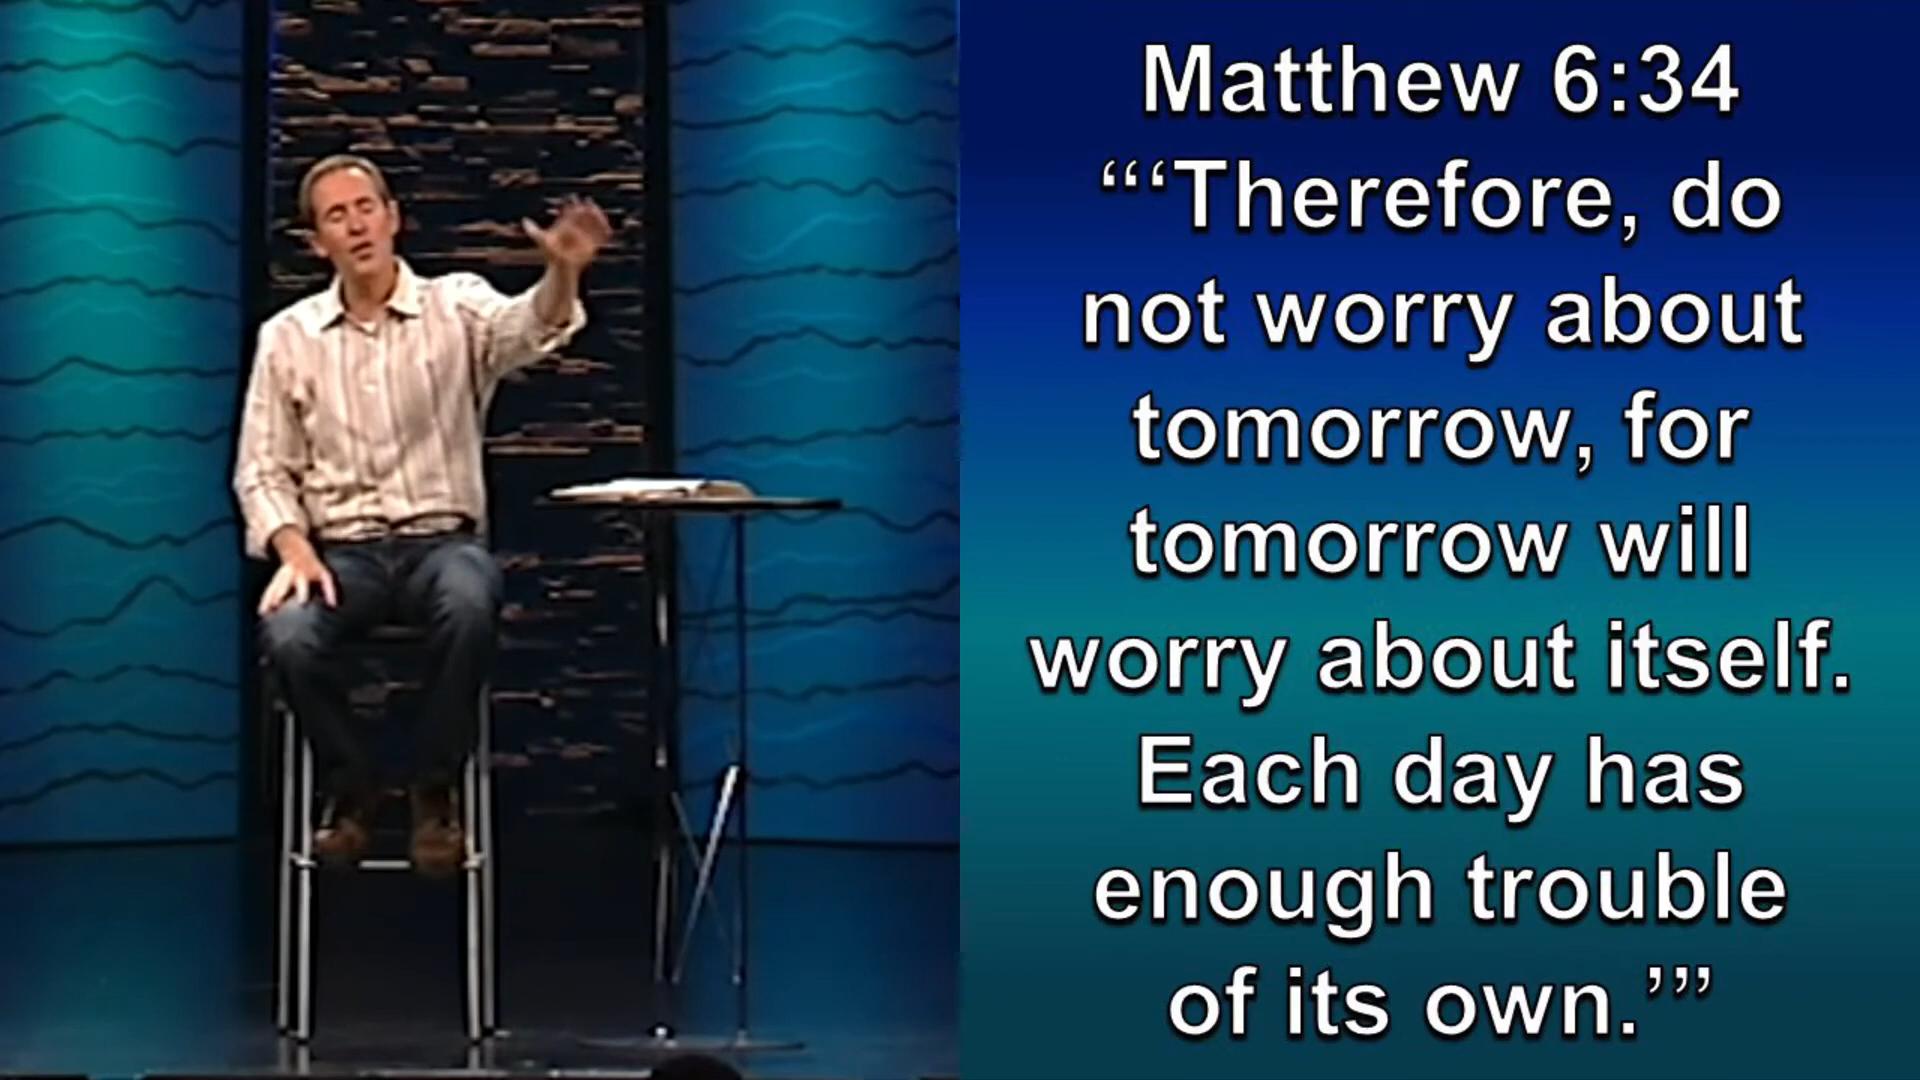 Matthew 6:34
“‘“Therefore, do
not worry about
tomorrow, for
tomorrow will
worry about itself.
Each day has
enough trouble
of its own.’”’